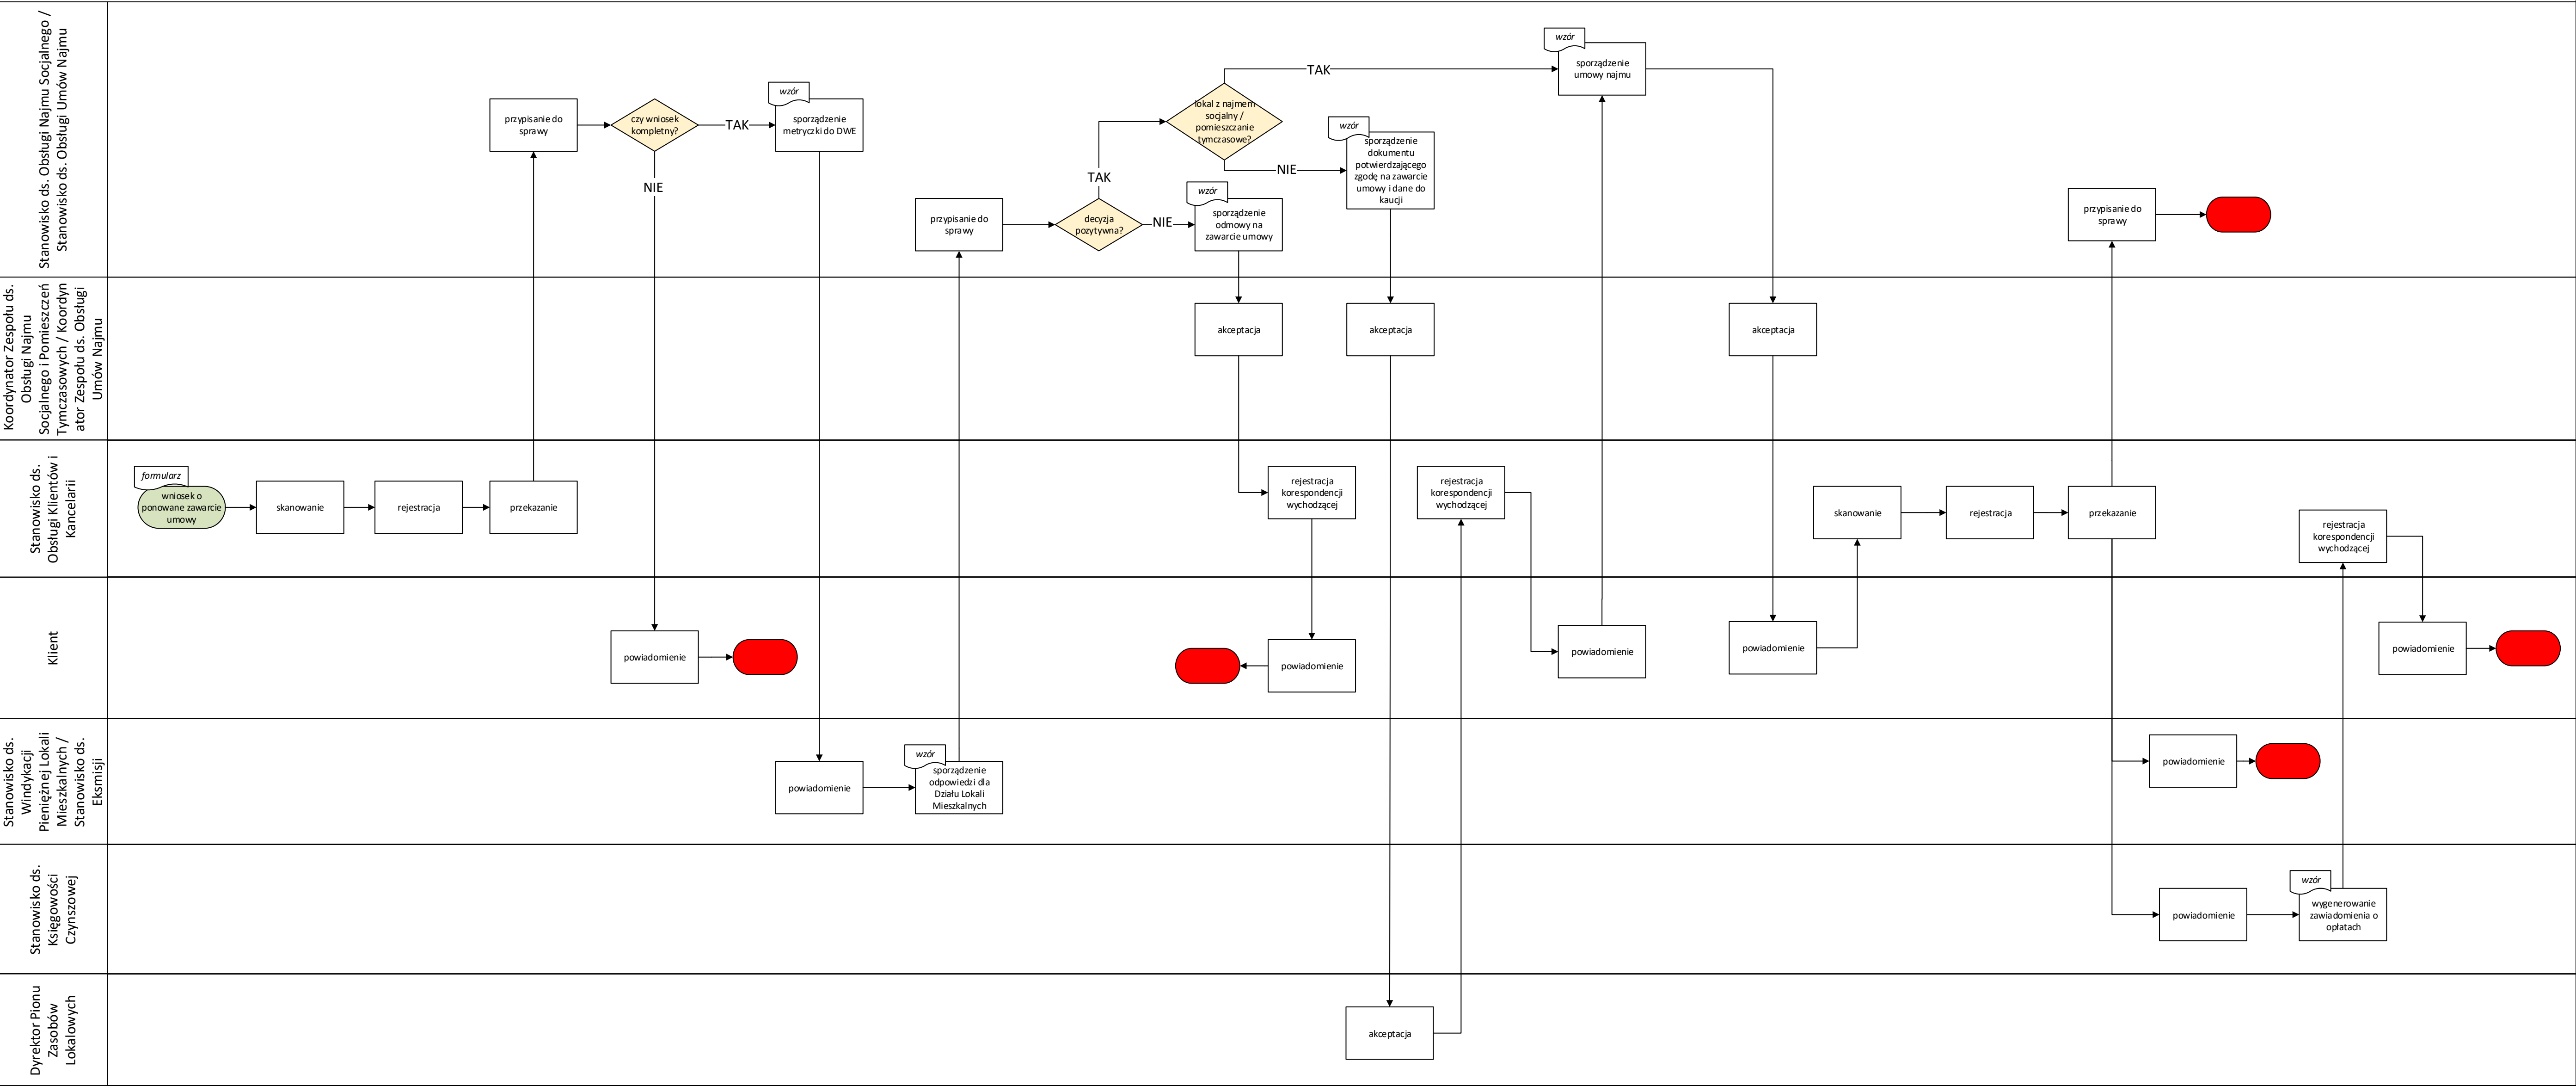 Stanowisko ds. Obsługi Najmu Socjalnego /
Stanowisko ds. Obsługi Umów Najmu
przypisanie do
sprawy
czy wniosek
kompletny?
TAK
NIE
wzór
sporządzenie
metryczki do DWE
przypisanie do
sprawy
decyzja
pozytywna?
TAK
NIE
wzór
sporządzenie
odmowy na
zawarcie umowy
lokal z najmem
socjalny /
pomieszczanie
tymczasowe?
TAK
NIE
wzór
sporządzenie
dokumentu
potwierdzającego
zgodę na zawarcie
umowy i dane do
kaucji
wzór
sporządzenie
umowy najmu
przypisanie do
sprawy
Koordynator Zespołu ds.
Obsługi Najmu
Socjalnego i Pomieszczeń
Tymczasowych / Koordyn
ator Zespołu ds. Obsługi
Umów Najmu
akceptacja
akceptacja
akceptacja
Stanowisko ds.
Obsługi Klientów i
Kancelarii
formularz
wniosek o
ponowane zawarcie
umowy
skanowanie
rejestracja
przekazanie
rejestracja
korespondencji
wychodzącej
rejestracja
korespondencji
wychodzącej
skanowanie
rejestracja
przekazanie
rejestracja
korespondencji
wychodzącej
Klient
powiadomienie
powiadomienie
powiadomienie
powiadomienie
powiadomienie
Stanowisko ds.
Windykacji
Pieniężnej Lokali
Mieszkalnych /
Stanowisko ds.
Eksmisji
powiadomienie
wzór
sporządzenie
odpowiedzi dla
Działu Lokali
Mieszkalnych
powiadomienie
Stanowisko ds.
Księgowości
Czynszowej
powiadomienie
wzór
wygenerowanie
zawiadomienia o
opłatach
Dyrektor Pionu
Zasobów
Lokalowych
akceptacja